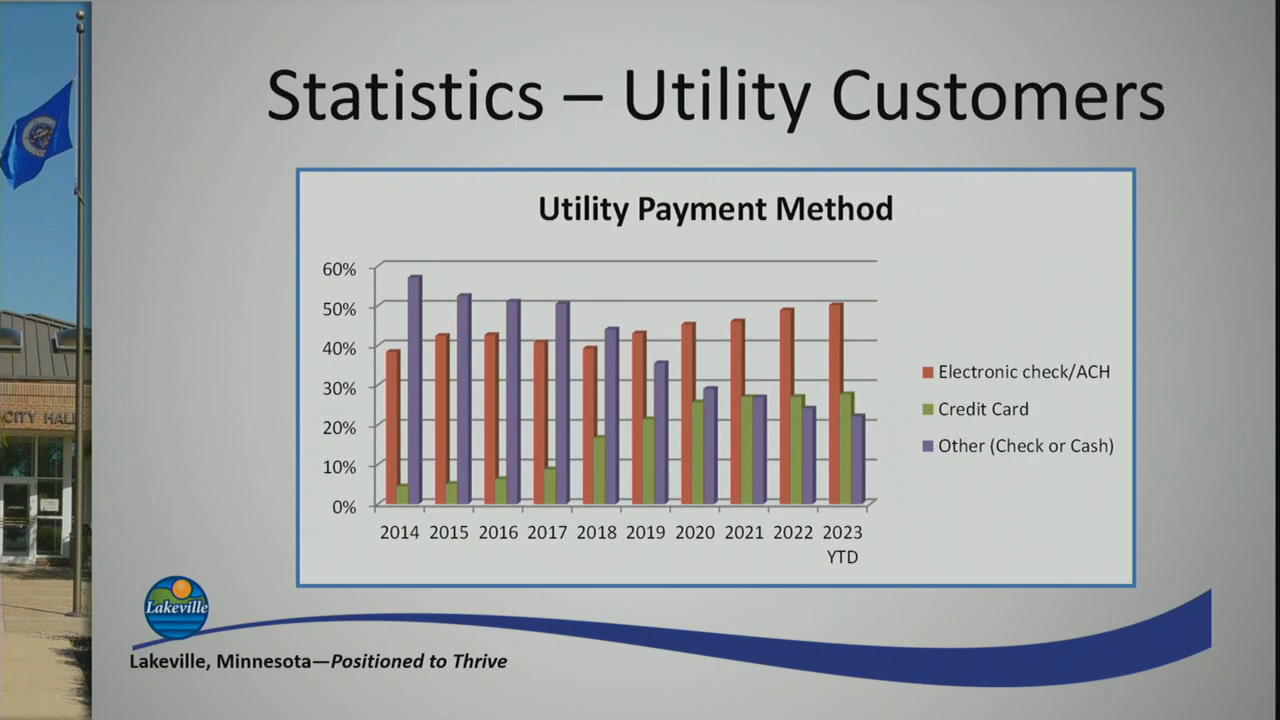 Statistics – Utility Customers
Utility Payment Method
60%
50%
40%
30%
20%
10%
0%
2014 2015 2016 2017 2018 2019 2020 2021 2022 2023
YTD
Electronic check/ACH
Credit Card
Other (Check or Cash)
CITY HALL
Lakeville
Lakeville, Minnesota—Positioned to Thrive